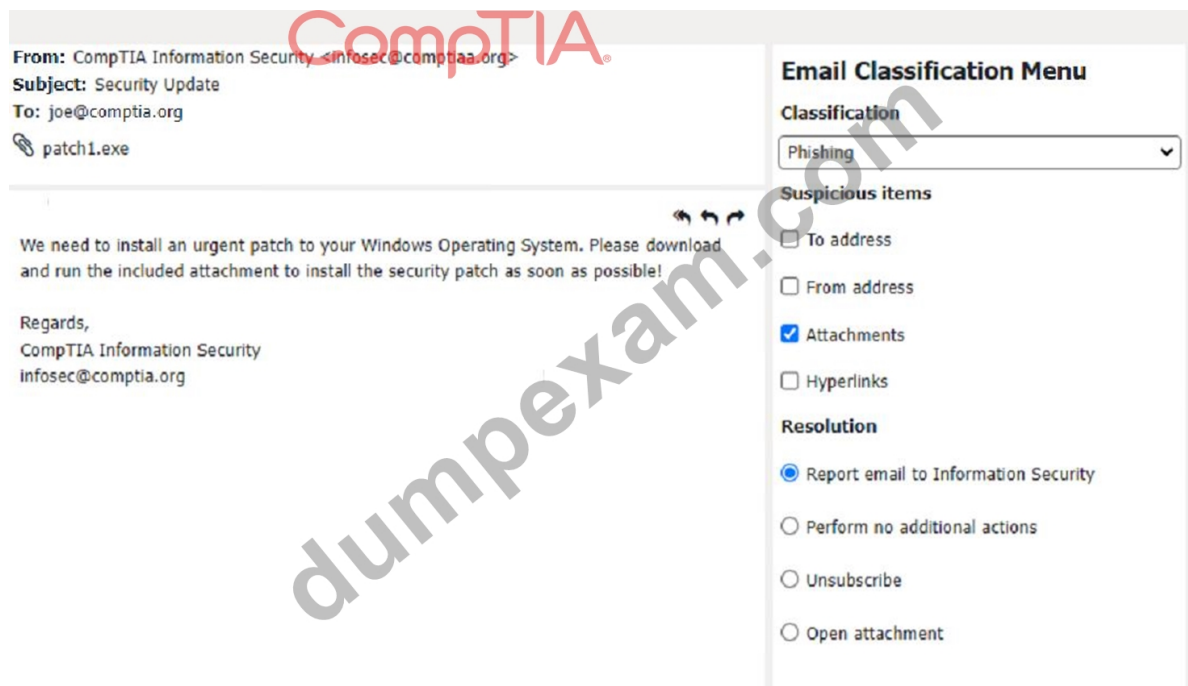 CompTIA.
From: CompTIA Information Security <infosec@comptiaa.org>
Subject: Security Update
To: joe@comptia.org
patch1.exe
We need to install an urgent patch to your Windows Operating System. Please download
and run the included attachment to install the security patch as soon as possible!
Regards,
CompTIA Information Security
infosec@comptia.org
Email Classification Menu
Classification
Phishing
Suspicious items
To address
From address
Attachments
Hyperlinks
Resolution
Report email to Information Security
Perform no additional actions
Unsubscribe
Open attachment
dumpexam.com